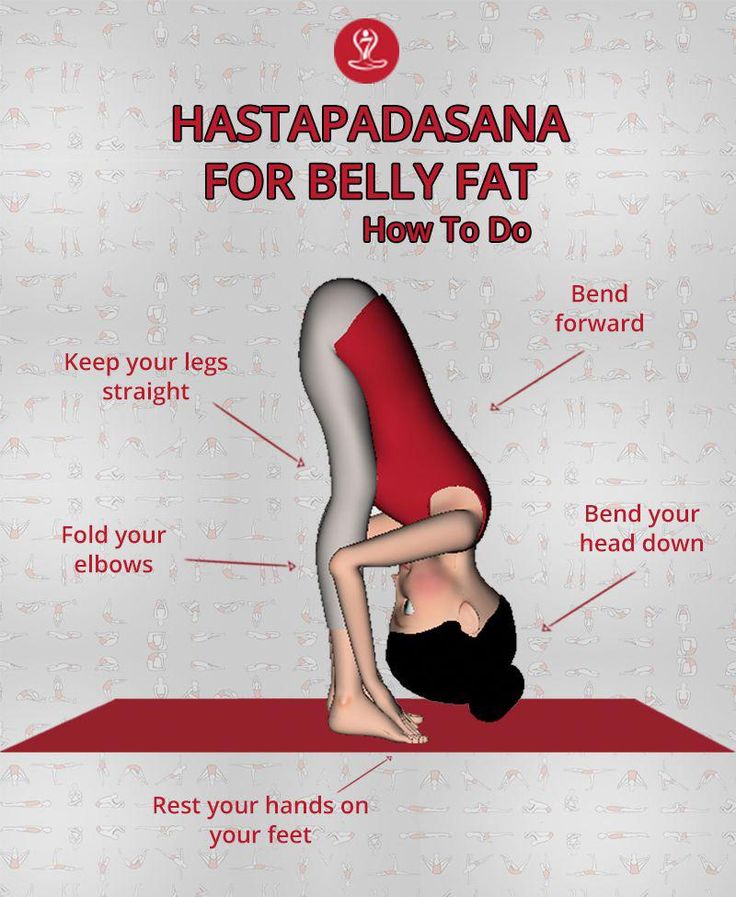 HASTAPADASANA
FOR BELLY FAT
How To Do
Bend
forward
Keep your legs
straight
Bend your
head down
Fold your
elbows
Rest your hands on
your feet